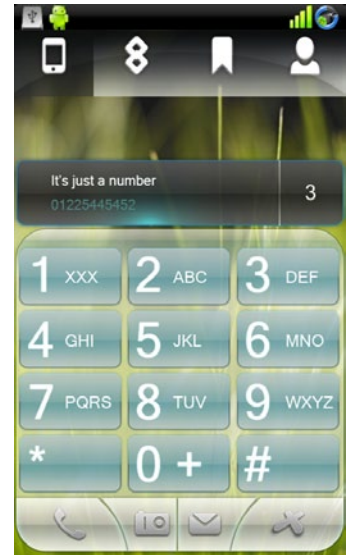 It's just a number
01225445452
3
1 XXX
2 ABC
3 DEF
4 GHI
5 JKL
6 MNO
7 PQRS
8 TUV
9 WXYZ
*
0 +
#